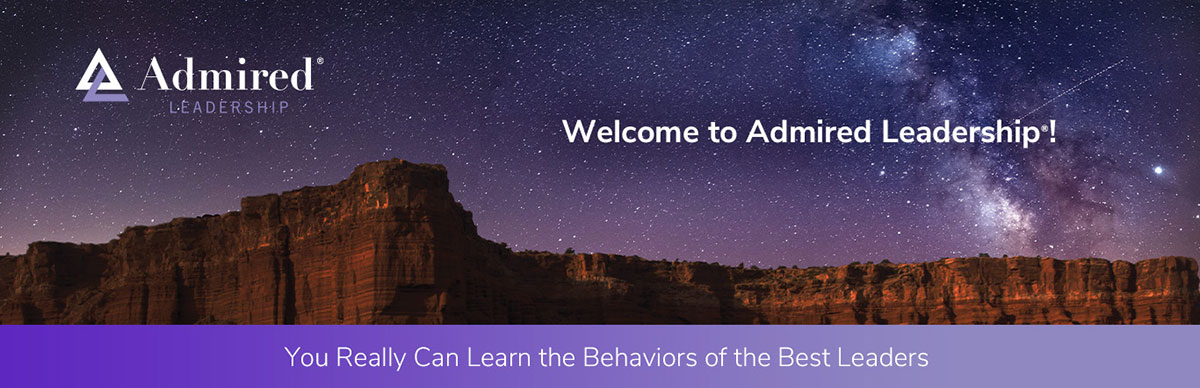 Admired®
LEADERSHIP
Welcome to Admired Leadership®!
You Really Can Learn the Behaviors of the Best Leaders